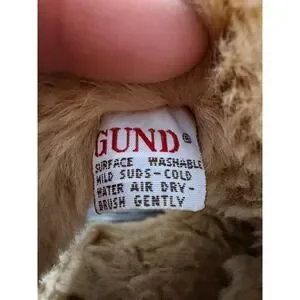 GUND®
SURFACE WASHABLE
MILD SUDS-COLD
WATER AIR DRY-
BRUSH GENTLY